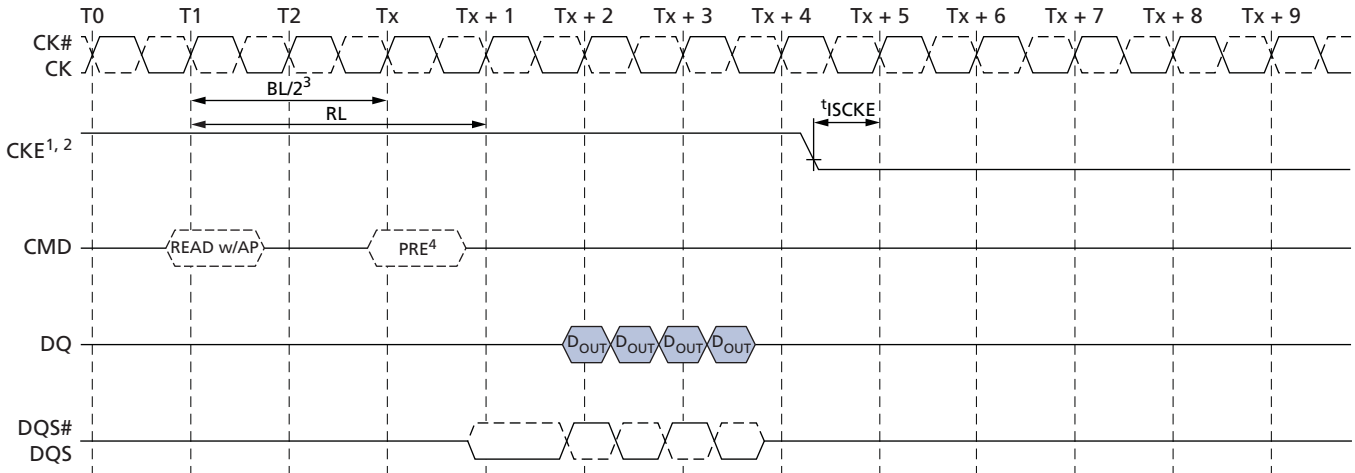 T0 T1 T2 Tx Tx + 1 Tx + 2 Tx + 3 Tx + 4 Tx + 5 Tx + 6 Tx + 7 Tx + 8 Tx + 9
CK#
CK
BL/2³
RL
tISCKE
CKE1, 2
CMD READ w/AP PRE⁴
DQ DOUT DOUT DOUT DOUT
DQS#
DQS